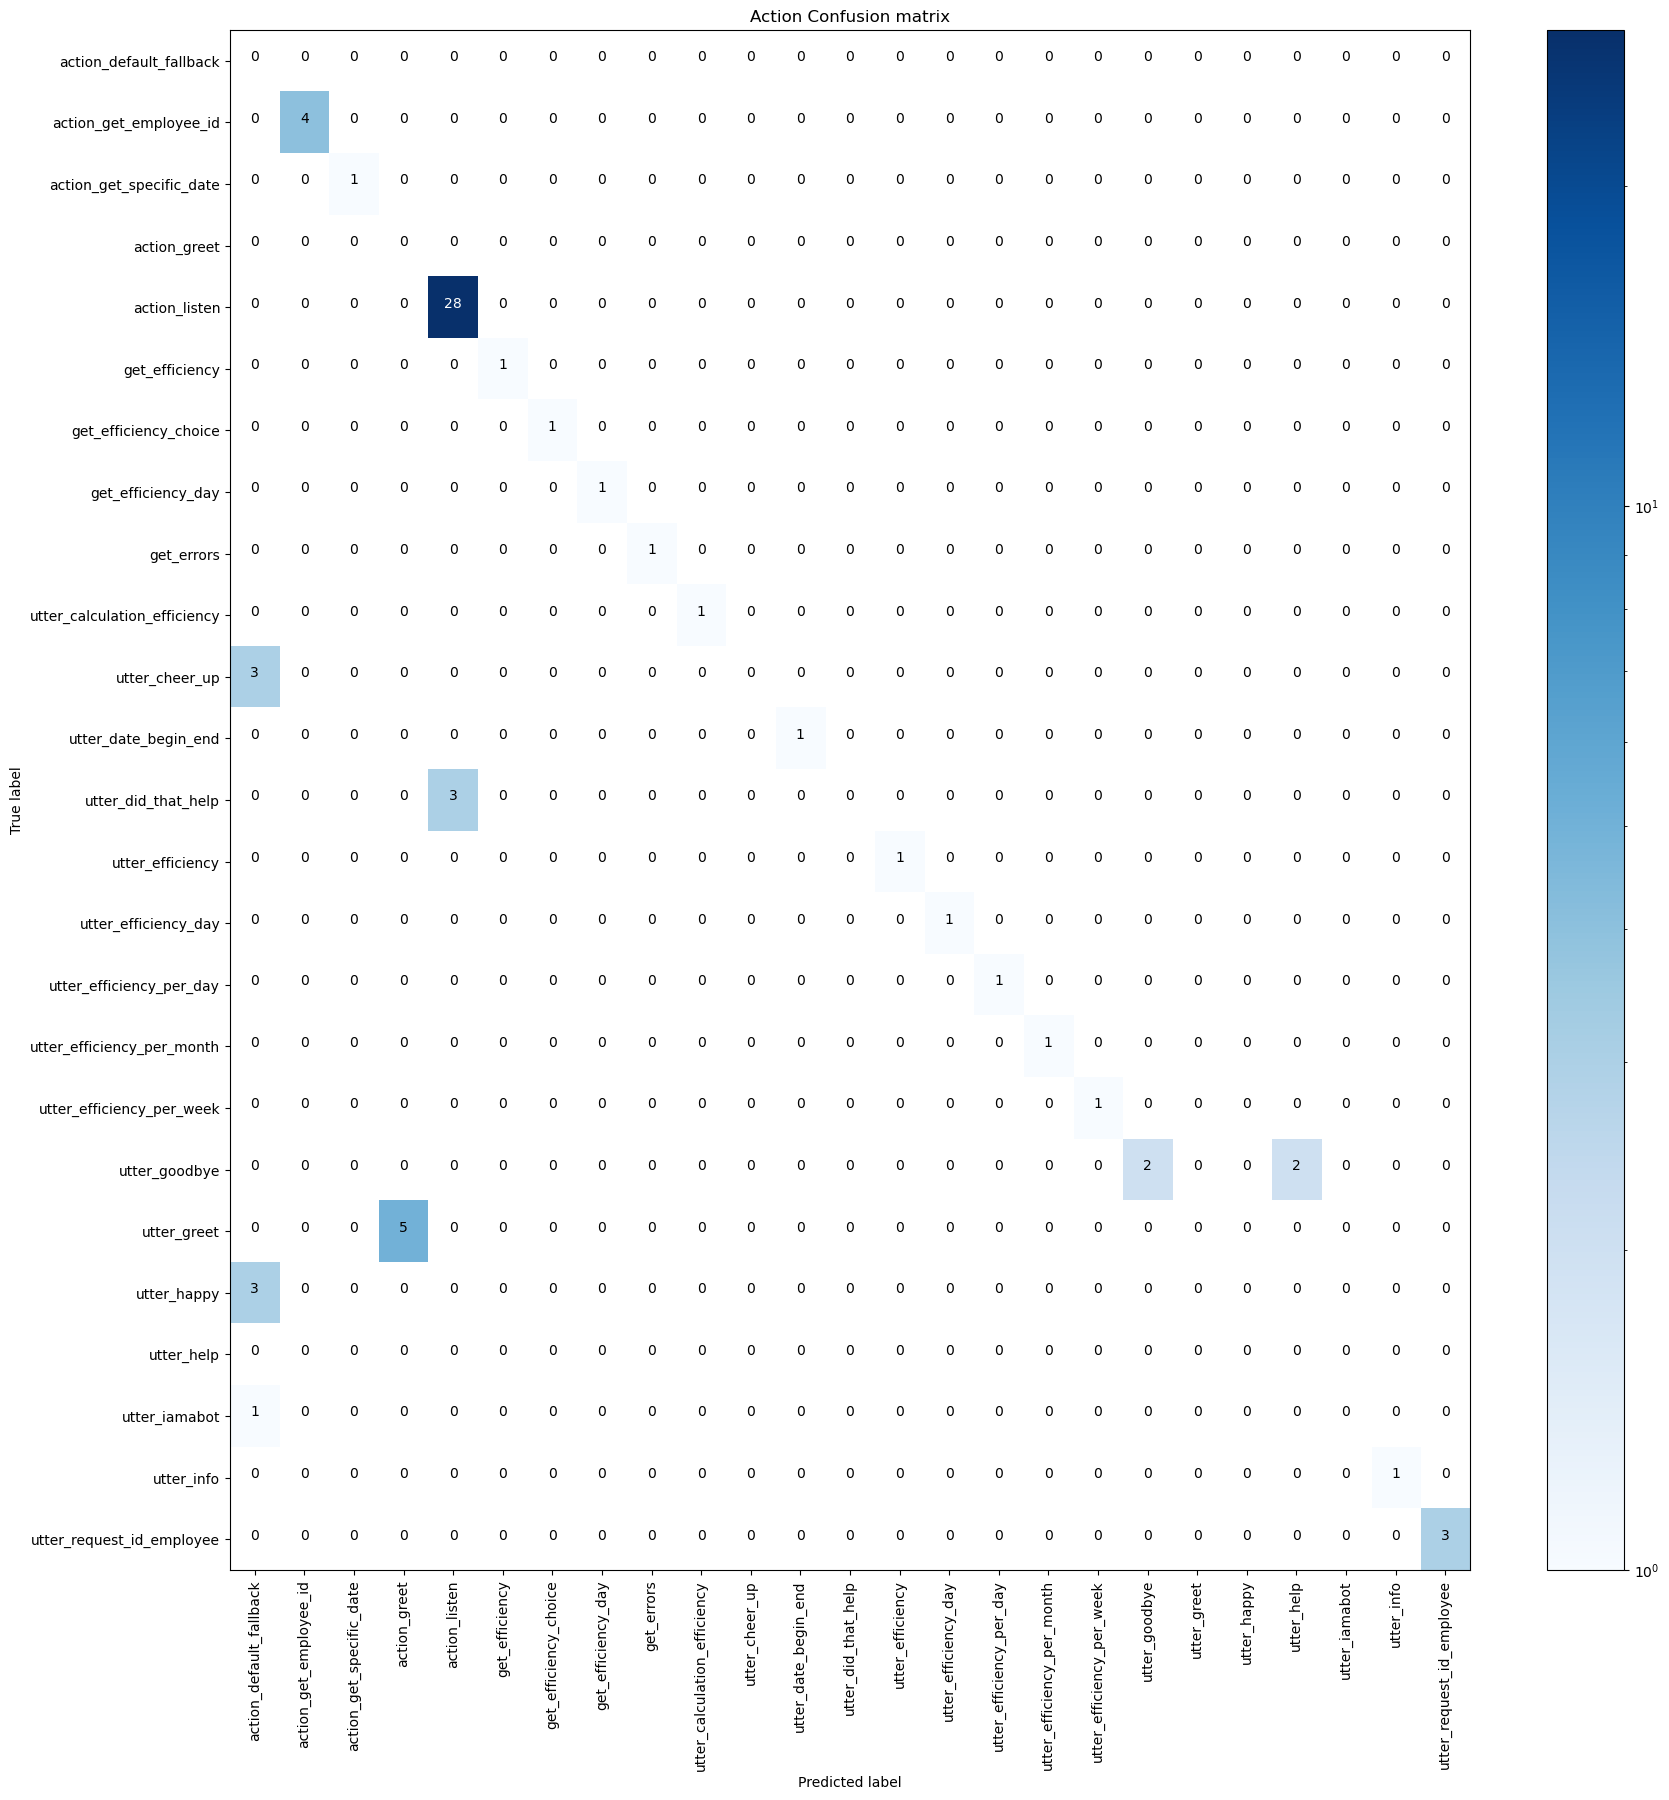 Action Confusion matrix
action_default_fallback 0 0 0 0 0 0 0 0 0 0 0 0 0 0 0 0 0 0 0 0 0 0 0 0 0
action_get_employee_id 0 4 0 0 0 0 0 0 0 0 0 0 0 0 0 0 0 0 0 0 0 0 0 0 0
action_get_specific_date 0 0 1 0 0 0 0 0 0 0 0 0 0 0 0 0 0 0 0 0 0 0 0 0 0
action_greet 0 0 0 0 0 0 0 0 0 0 0 0 0 0 0 0 0 0 0 0 0 0 0 0 0
action_listen 0 0 0 0 28 0 0 0 0 0 0 0 0 0 0 0 0 0 0 0 0 0 0 0 0
get_efficiency 0 0 0 0 0 1 0 0 0 0 0 0 0 0 0 0 0 0 0 0 0 0 0 0 0
get_efficiency_choice 0 0 0 0 0 0 1 0 0 0 0 0 0 0 0 0 0 0 0 0 0 0 0 0 0
get_efficiency_day 0 0 0 0 0 0 0 1 0 0 0 0 0 0 0 0 0 0 0 0 0 0 0 0 0
get_errors 0 0 0 0 0 0 0 0 1 0 0 0 0 0 0 0 0 0 0 0 0 0 0 0 0
utter_calculation_efficiency 0 0 0 0 0 0 0 0 0 1 0 0 0 0 0 0 0 0 0 0 0 0 0 0 0
utter_cheer_up 3 0 0 0 0 0 0 0 0 0 0 0 0 0 0 0 0 0 0 0 0 0 0 0 0
utter_date_begin_end 0 0 0 0 0 0 0 0 0 0 0 1 0 0 0 0 0 0 0 0 0 0 0 0 0
utter_did_that_help 0 0 0 0 3 0 0 0 0 0 0 0 0 0 0 0 0 0 0 0 0 0 0 0 0
utter_efficiency 0 0 0 0 0 0 0 0 0 0 0 0 0 1 0 0 0 0 0 0 0 0 0 0 0
utter_efficiency_day 0 0 0 0 0 0 0 0 0 0 0 0 0 0 1 0 0 0 0 0 0 0 0 0 0
utter_efficiency_per_day 0 0 0 0 0 0 0 0 0 0 0 0 0 0 0 1 0 0 0 0 0 0 0 0 0
utter_efficiency_per_month 0 0 0 0 0 0 0 0 0 0 0 0 0 0 0 0 1 0 0 0 0 0 0 0 0
utter_efficiency_per_week 0 0 0 0 0 0 0 0 0 0 0 0 0 0 0 0 0 1 0 0 0 0 0 0 0
utter_goodbye 0 0 0 0 0 0 0 0 0 0 0 0 0 0 0 0 0 0 2 0 0 2 0 0 0
utter_greet 0 0 0 5 0 0 0 0 0 0 0 0 0 0 0 0 0 0 0 0 0 0 0 0 0
utter_happy 3 0 0 0 0 0 0 0 0 0 0 0 0 0 0 0 0 0 0 0 0 0 0 0 0
utter_help 0 0 0 0 0 0 0 0 0 0 0 0 0 0 0 0 0 0 0 0 0 0 0 0 0
utter_iamabot 1 0 0 0 0 0 0 0 0 0 0 0 0 0 0 0 0 0 0 0 0 0 0 0 0
utter_info 0 0 0 0 0 0 0 0 0 0 0 0 0 0 0 0 0 0 0 0 0 0 0 1 0
utter_request_id_employee 0 0 0 0 0 0 0 0 0 0 0 0 0 0 0 0 0 0 0 0 0 0 0 0 3
True label
action_default_fallback
action_get_employee_id
action_get_specific_date
action_greet
action_listen
get_efficiency
get_efficiency_choice
get_efficiency_day
get_errors
utter_calculation_efficiency
utter_cheer_up
utter_date_begin_end
utter_did_that_help
utter_efficiency
utter_efficiency_day
utter_efficiency_per_day
utter_efficiency_per_month
utter_efficiency_per_week
utter_goodbye
utter_greet
utter_happy
utter_help
utter_iamabot
utter_info
utter_request_id_employee
Predicted label
10¹
10⁰